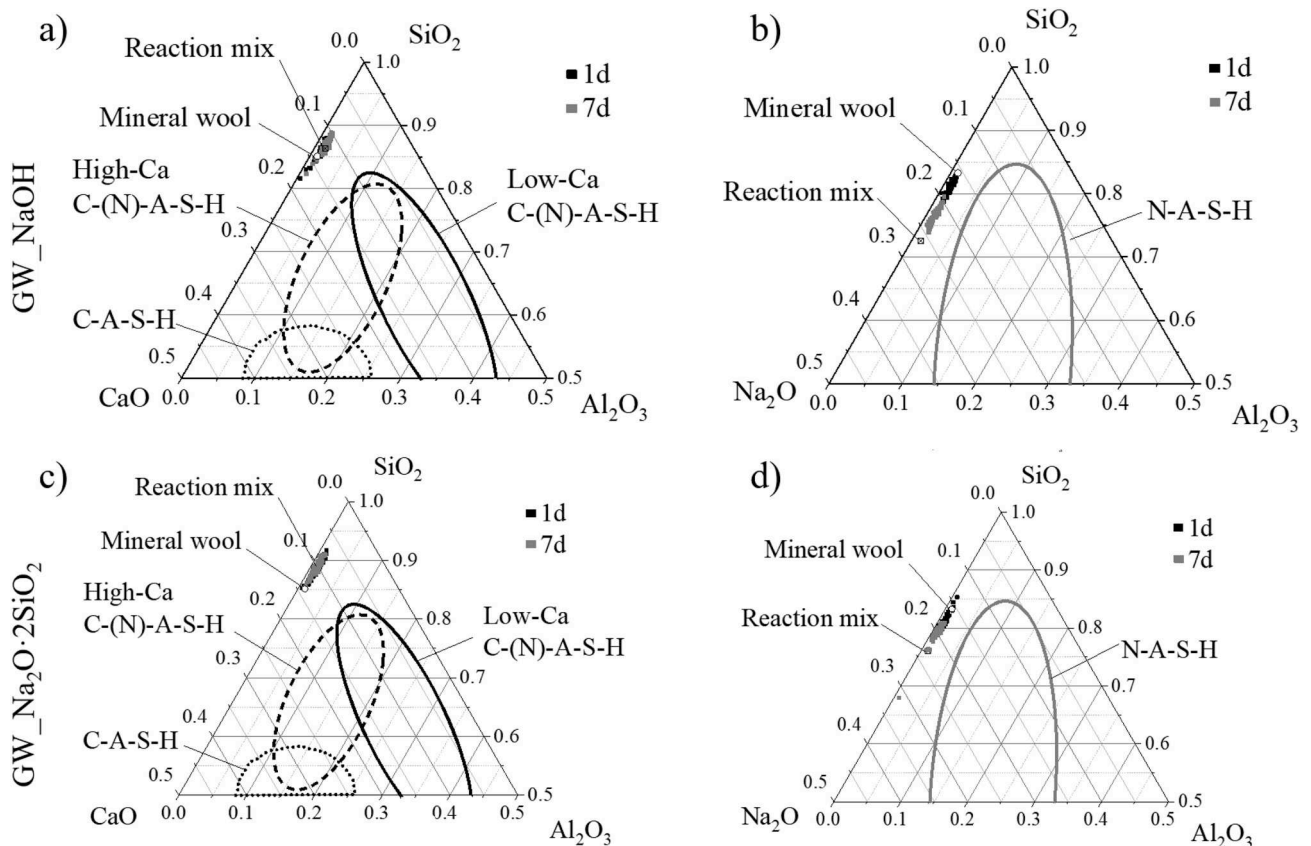 a)
Reaction mix
SiO₂
0.0
1.0
1d
7d
Mineral wool
0.1
0.9
High-Ca
C-(N)-A-S-H
0.2
0.8
Low-Ca
C-(N)-A-S-H
0.3
0.7
C-A-S-H
0.4
0.6
0.5
0.5
CaO
0.0
0.1
0.2
0.3
0.4
0.5
Al₂O₃
GW_NaOH
b)
SiO₂
0.0
1.0
1d
7d
Mineral wool
0.1
0.9
Reaction mix
0.2
0.8
N-A-S-H
0.3
0.7
0.4
0.6
0.5
0.5
Na₂O
0.0
0.1
0.2
0.3
0.4
0.5
Al₂O₃
c)
Reaction mix
SiO₂
0.0
1.0
1d
7d
Mineral wool
0.1
0.9
High-Ca
C-(N)-A-S-H
0.2
0.8
Low-Ca
C-(N)-A-S-H
0.3
0.7
C-A-S-H
0.4
0.6
0.5
0.5
CaO
0.0
0.1
0.2
0.3
0.4
0.5
Al₂O₃
GW_Na₂O·2SiO₂
d)
SiO₂
0.0
1.0
1d
7d
Mineral wool
0.1
0.9
Reaction mix
0.2
0.8
N-A-S-H
0.3
0.7
0.4
0.6
0.5
0.5
Na₂O
0.0
0.1
0.2
0.3
0.4
0.5
Al₂O₃